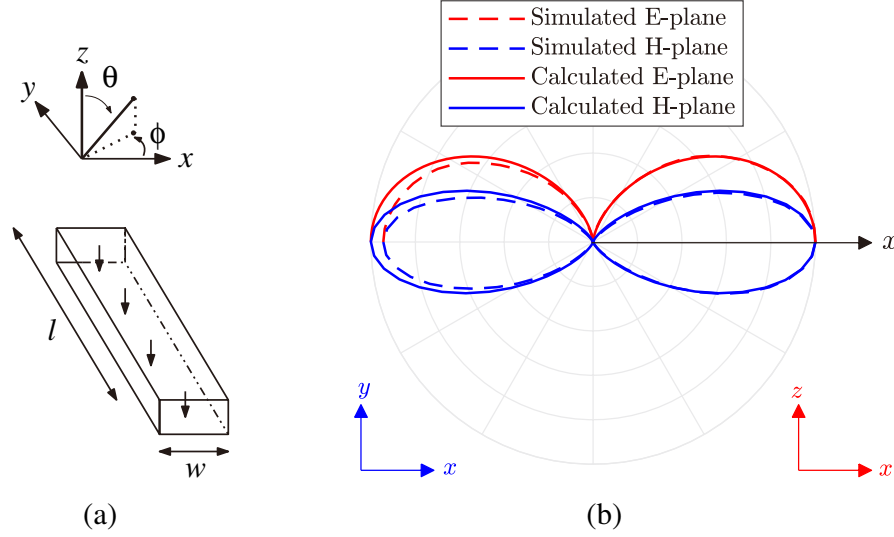 z
θ
y
ϕ
x
l
w
(a)
Simulated E-plane
Simulated H-plane
Calculated E-plane
Calculated H-plane
x
y
x
z
x
(b)